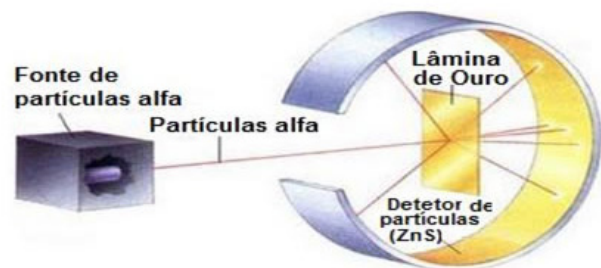 Fonte de
partículas alfa
Partículas alfa
Lâmina
de Ouro
Detetor de
partículas
(ZnS)